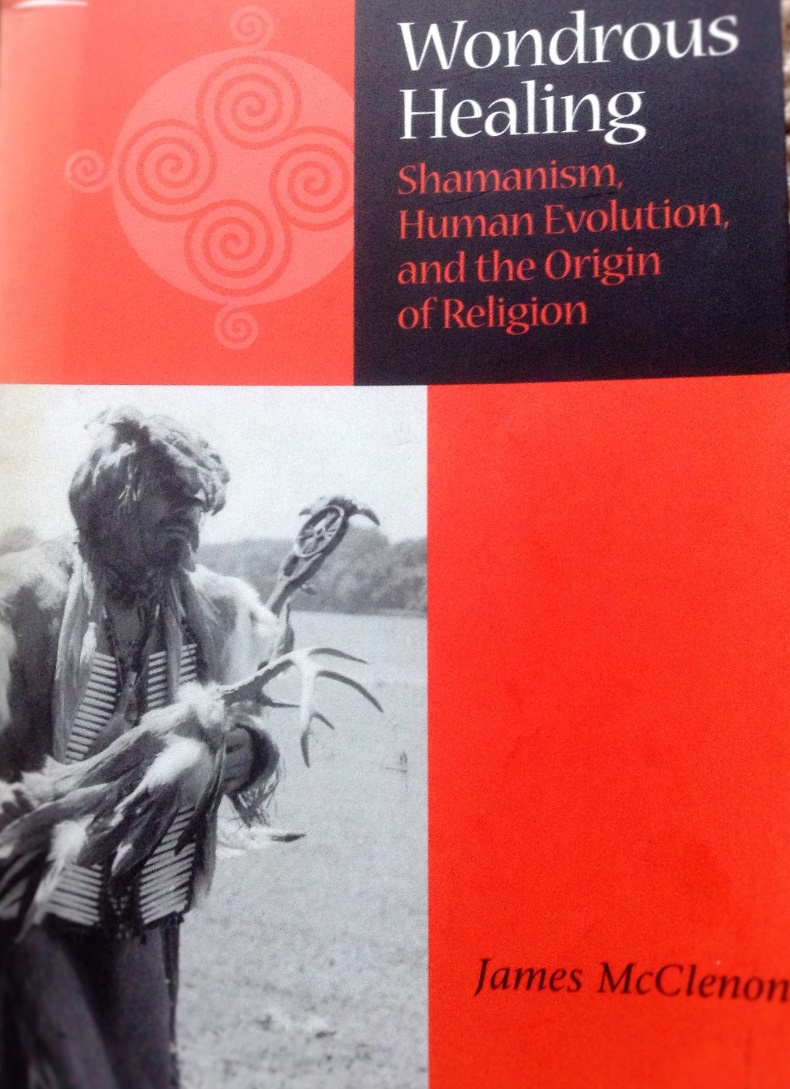 Wondrous
Healing
Shamanism,
Human Evolution,
and the Origin
of Religion
James McClenon